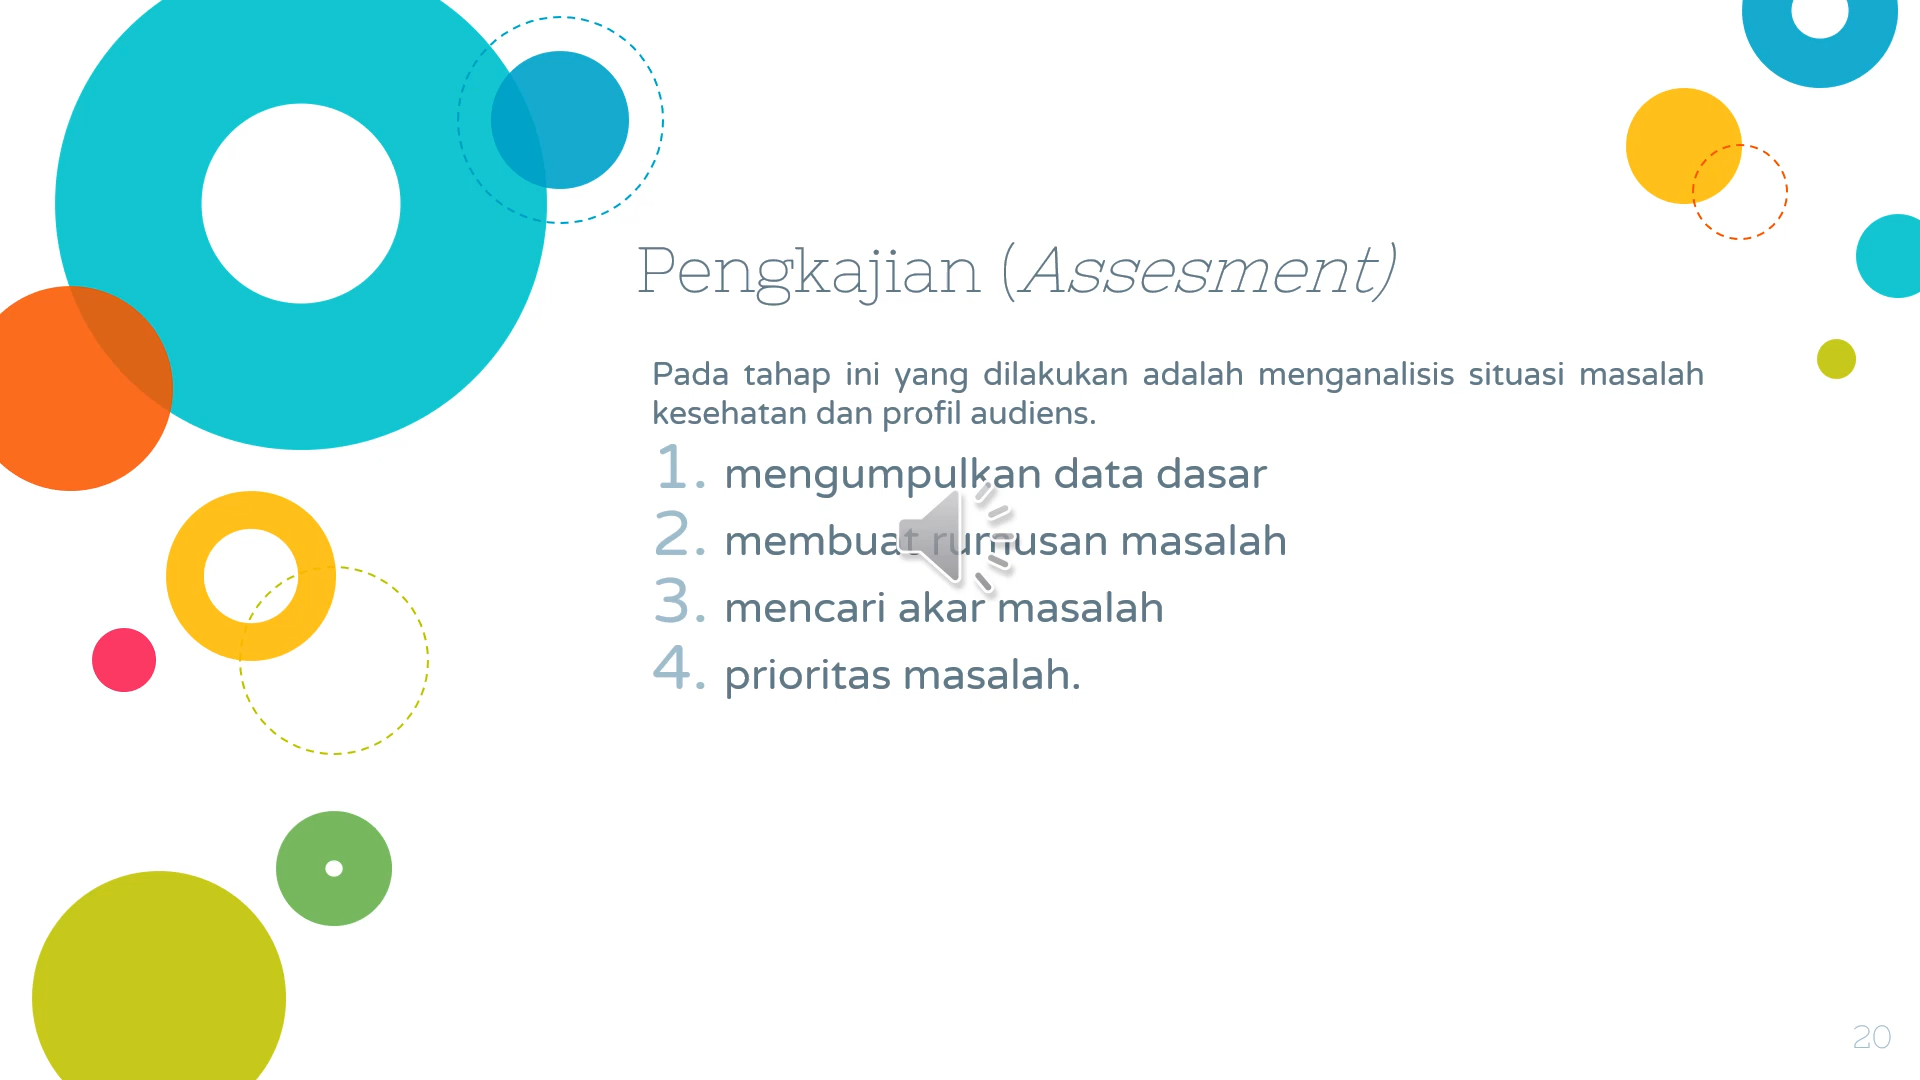 Pengkajian (Assesment)
Pada tahap ini yang dilakukan adalah menganalisis situasi masalah
kesehatan dan profil audiens.
1. mengumpulkan data dasar
2. membuat rumusan masalah
3. mencari akar masalah
4. prioritas masalah.
20